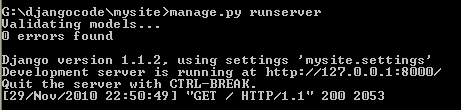 G:\djangocode\mysite>manage.py runserver
Validating models...
0 errors found
Django version 1.1.2, using settings 'mysite.settings'
Development server is running at http://127.0.0.1:8000/
Quit the server with CTRL-BREAK.
[29/Nov/2010 22:50:49] "GET / HTTP/1.1" 200 2053